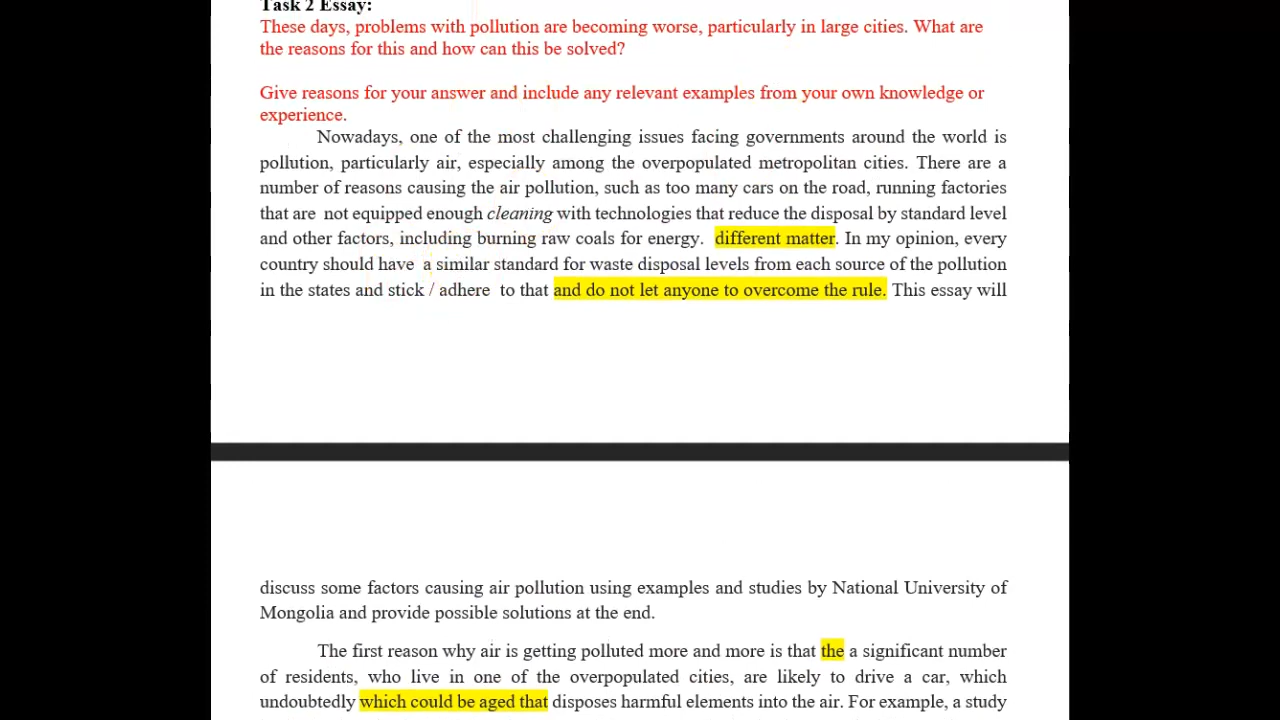 Task 2 Essay:
These days, problems with pollution are becoming worse, particularly in large cities. What are
the reasons for this and how can this be solved?
Give reasons for your answer and include any relevant examples from your own knowledge or
experience.
Nowadays, one of the most challenging issues facing governments around the world is
pollution, particularly air, especially among the overpopulated metropolitan cities. There are a
number of reasons causing the air pollution, such as too many cars on the road, running factories
that are not equipped enough cleaning with technologies that reduce the disposal by standard level
and other factors, including burning raw coals for energy. different matter. In my opinion, every
country should have a similar standard for waste disposal levels from each source of the pollution
in the states and stick / adhere to that and do not let anyone to overcome the rule. This essay will
discuss some factors causing air pollution using examples and studies by National University of
Mongolia and provide possible solutions at the end.
The first reason why air is getting polluted more and more is that the a significant number
of residents, who live in one of the overpopulated cities, are likely to drive a car, which
undoubtedly which could be aged that disposes harmful elements into the air. For example, a study